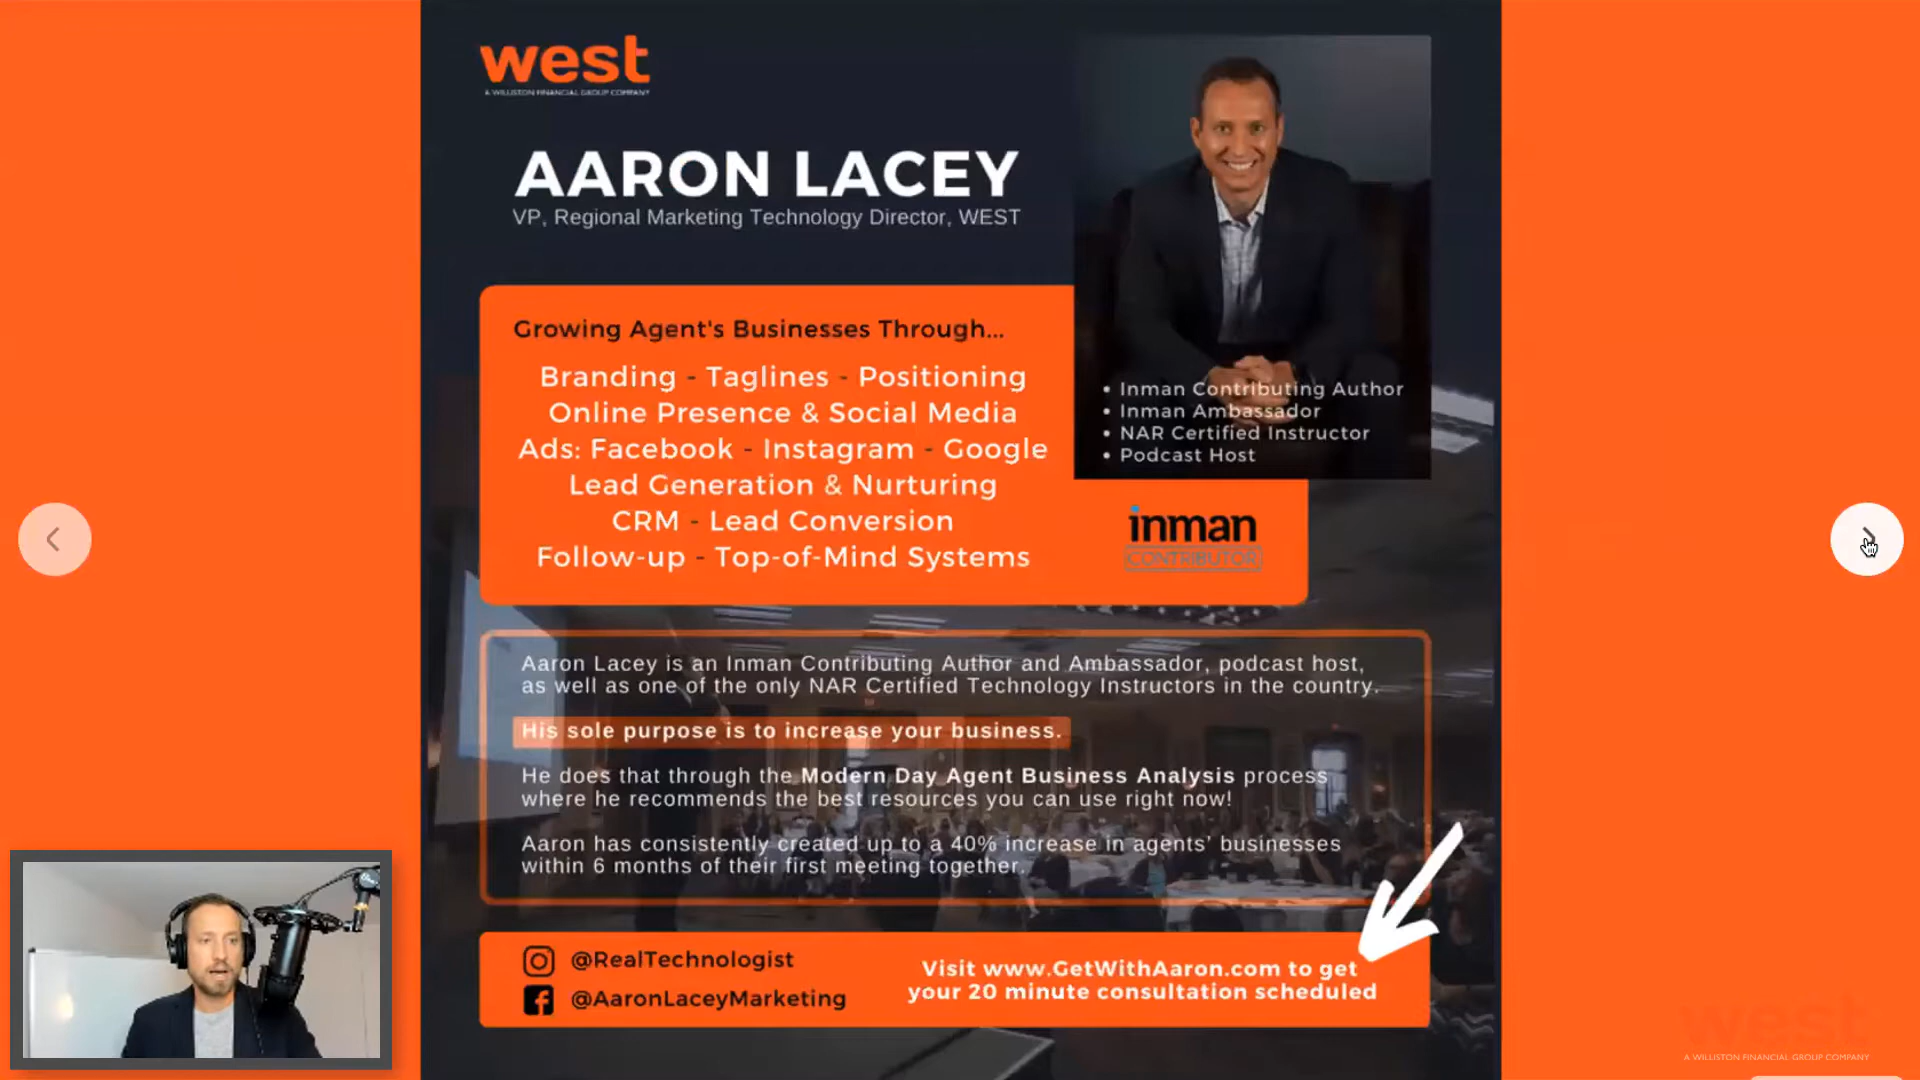 west
A WILLISTON FINANCIAL GROUP COMPANY
AARON LACEY
VP, Regional Marketing Technology Director, WEST
Growing Agent's Businesses Through...
Branding - Taglines - Positioning
Online Presence & Social Media
Ads: Facebook - Instagram - Google
Lead Generation & Nurturing
CRM - Lead Conversion
Follow-up - Top-of-Mind Systems
• Inman Contributing Author
• Inman Ambassador
• NAR Certified Instructor
• Podcast Host
inman
CONTRIBUTOR
Aaron Lacey is an Inman Contributing Author and Ambassador, podcast host,
as well as one of the only NAR Certified Technology Instructors in the country.
His sole purpose is to increase your business.
He does that through the Modern Day Agent Business Analysis process
where he recommends the best resources you can use right now!
Aaron has consistently created up to a 40% increase in agents’ businesses
within 6 months of their first meeting together.
@RealTechnologist
@AaronLaceyMarketing
Visit www.GetWithAaron.com to get
your 20 minute consultation scheduled
west
A WILLISTON FINANCIAL GROUP COMPANY